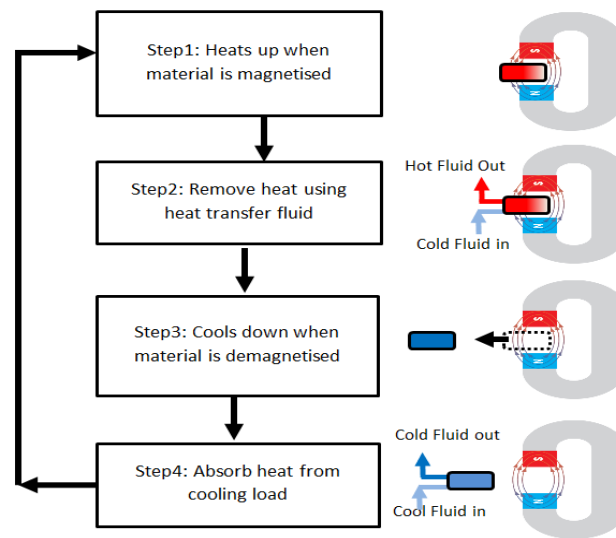 Step1: Heats up when
material is magnetised
S
N
Step2: Remove heat using
heat transfer fluid
Hot Fluid Out
Cold Fluid in
S
N
Step3: Cools down when
material is demagnetised
S
N
Step4: Absorb heat from
cooling load
Cold Fluid out
Cool Fluid in
S
N